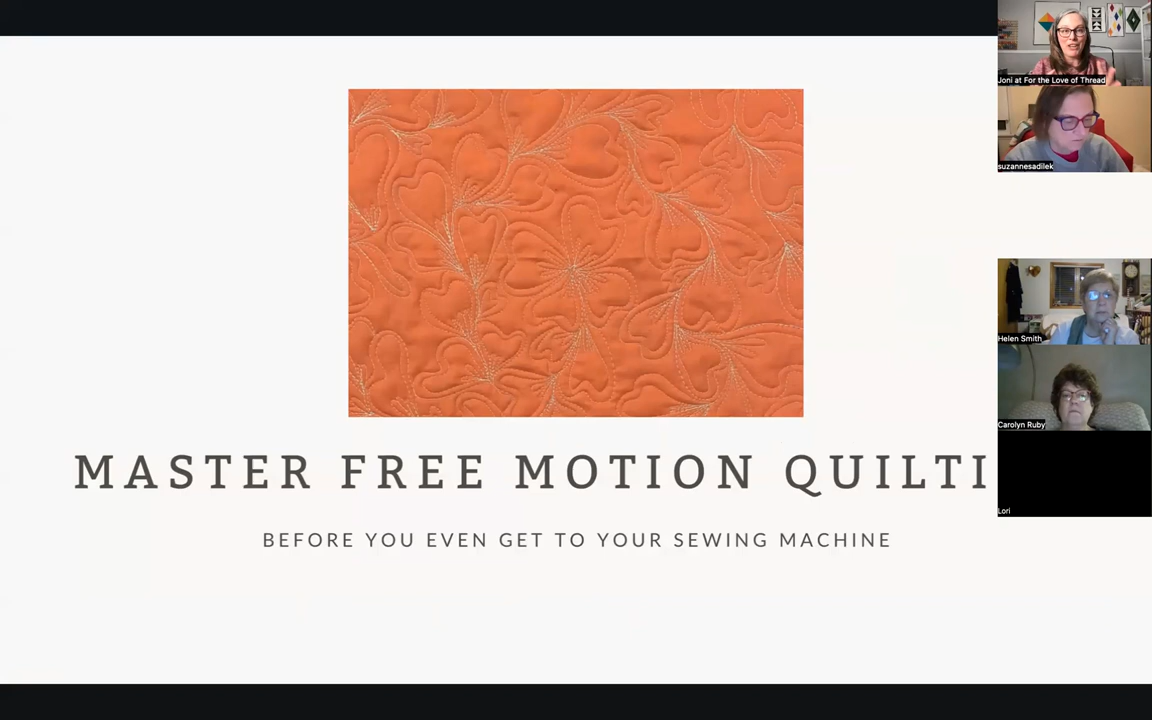 Joni at For the Love of Thread
suzannesadilek
Helen Smith
Carolyn Ruby
Lori
MASTER FREE MOTION QUILTI
BEFORE YOU EVEN GET TO YOUR SEWING MACHINE